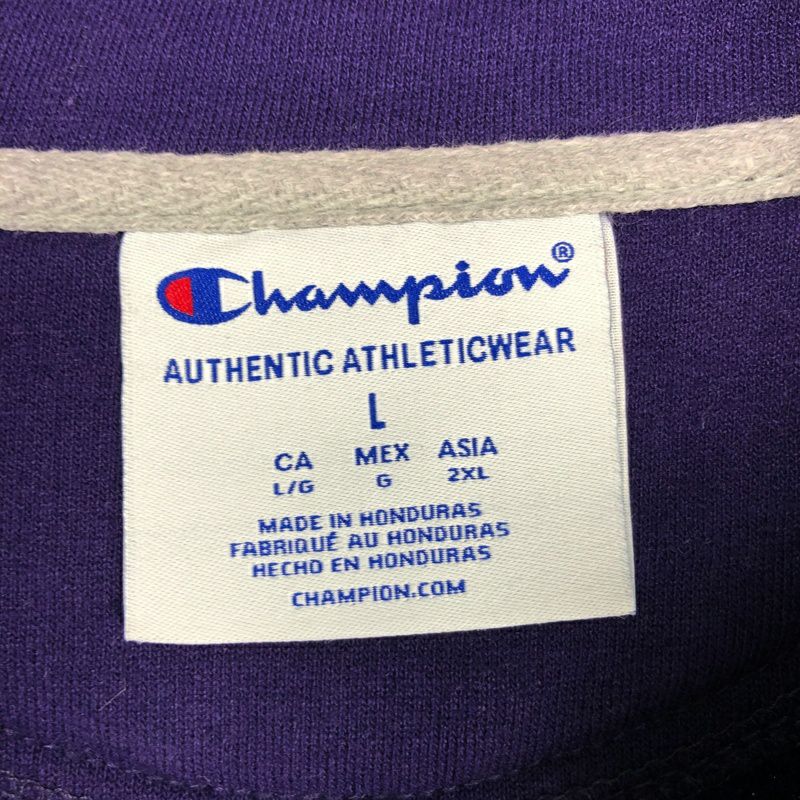 Champion®
AUTHENTIC ATHLETICWEAR
L
CA MEX ASIA
L/G G 2XL
MADE IN HONDURAS
FABRIQUÉ AU HONDURAS
HECHO EN HONDURAS
CHAMPION.COM